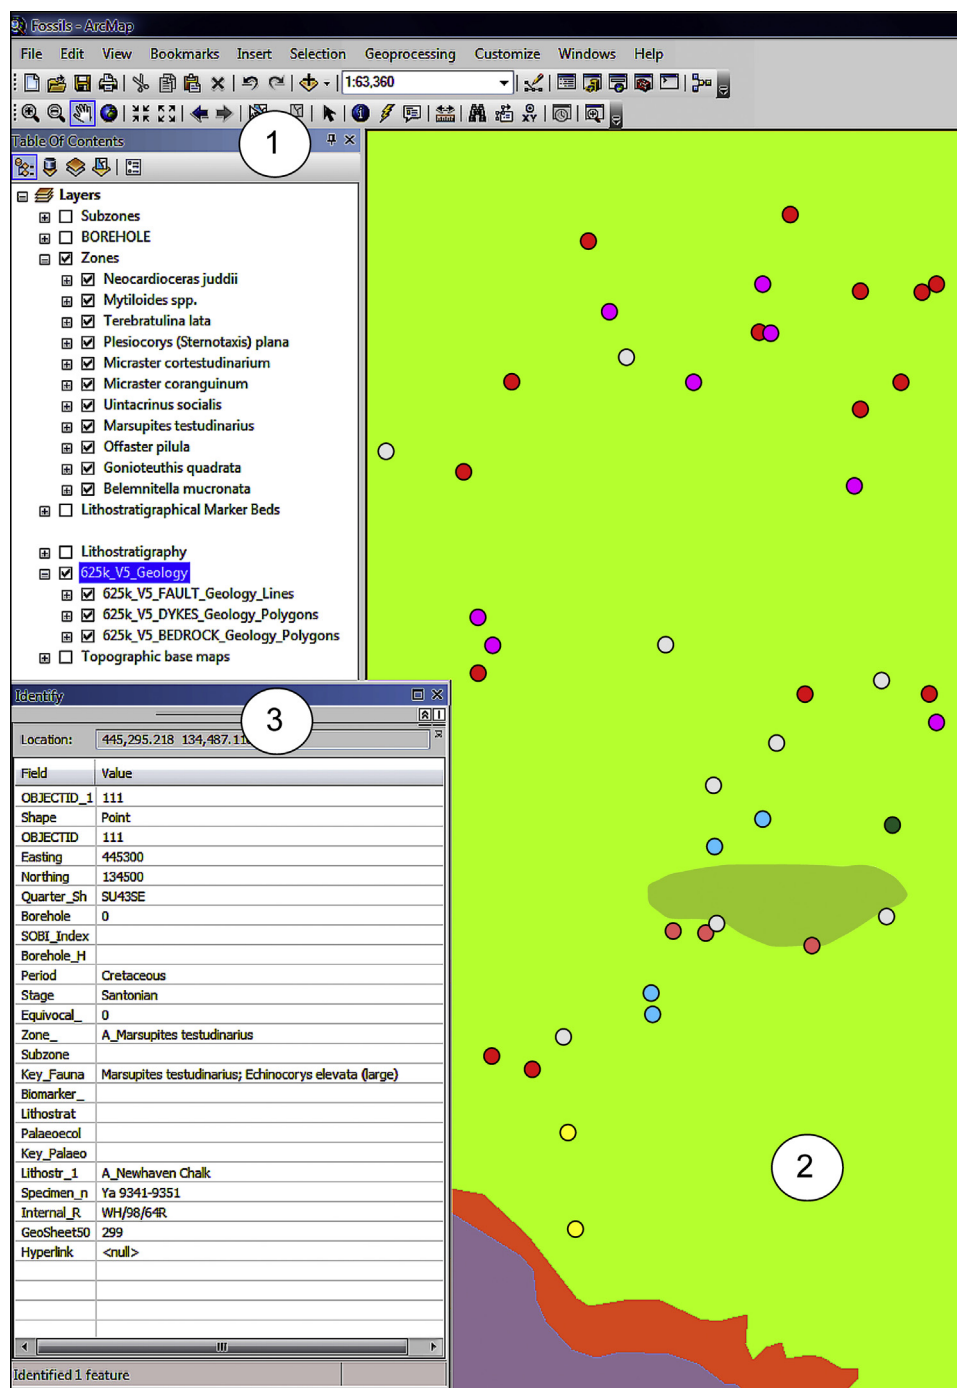 Fossils - ArcMap
File Edit View Bookmarks Insert Selection Geoprocessing Customize Windows Help
1:63,360
Table Of Contents
1
Layers
Subzones
BOREHOLE
Zones
Neocardioceras juddii
Mytiloides spp.
Terebratulina lata
Plesiocorys (Sternotaxis) plana
Micraster cortestudinarium
Micraster coranguinum
Uintacrinus socialis
Marsupites testudinarius
Offaster pilula
Gonioteuthis quadrata
Belemnitella mucronata
Lithostratigraphical Marker Beds
Lithostratigraphy
625k_V5_Geology
625k_V5_FAULT_Geology_Lines
625k_V5_DYKES_Geology_Polygons
625k_V5_BEDROCK_Geology_Polygons
Topographic base maps
Identify
3
Location: 445,295.218 134,487.11
Field Value
OBJECTID_1 111
Shape Point
OBJECTID 111
Easting 445300
Northing 134500
Quarter_Sh SU43SE
Borehole 0
SOBI_Index
Borehole_H
Period Cretaceous
Stage Santonian
Equivocal_ 0
Zone_ A_Marsupites testudinarius
Subzone
Key_Fauna Marsupites testudinarius; Echinocorys elevata (large)
Biomarker_
Lithostrat
Palaeoecol
Key_Palaeo
Lithostr_1 A_Newhaven Chalk
Specimen_n Ya 9341-9351
Internal_R WH/98/64R
GeoSheet50 299
Hyperlink <null>
Identified 1 feature
2